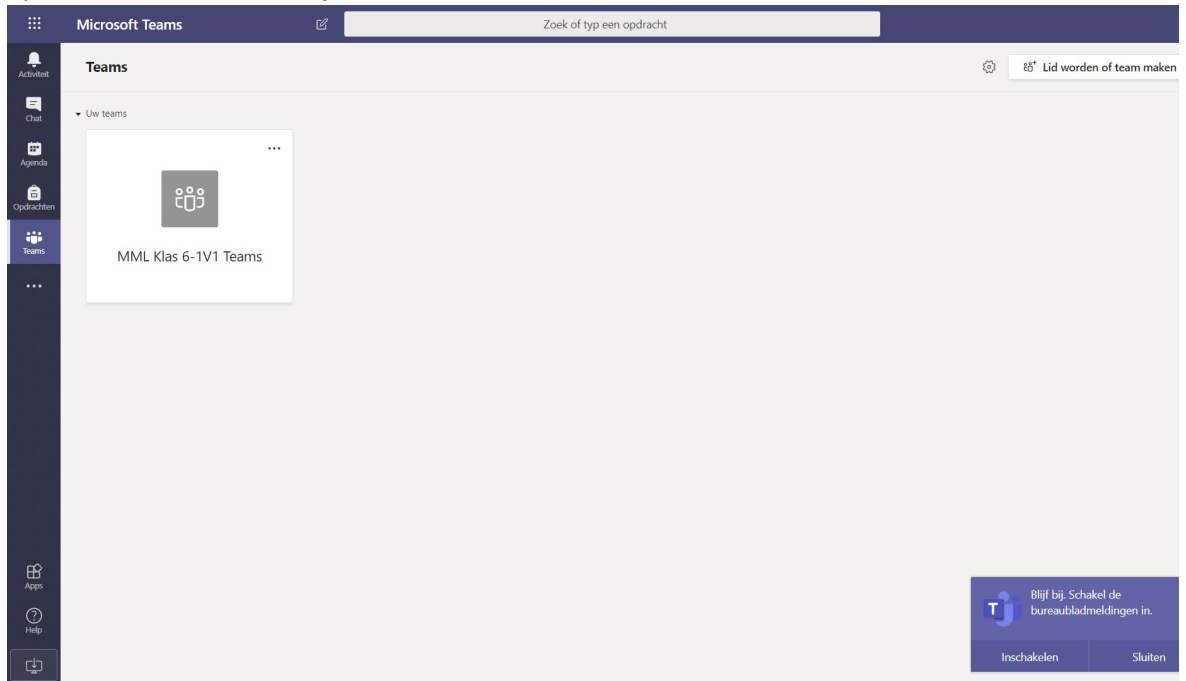 Microsoft Teams
Zoek of typ een opdracht
Activiteit
Chat
Agenda
Opdrachten
Teams
Apps
Help
Teams
Lid worden of team maken
Uw teams
MML Klas 6-1V1 Teams
Blijf bij. Schakel de
bureaubladmeldingen in.
Inschakelen
Sluiten